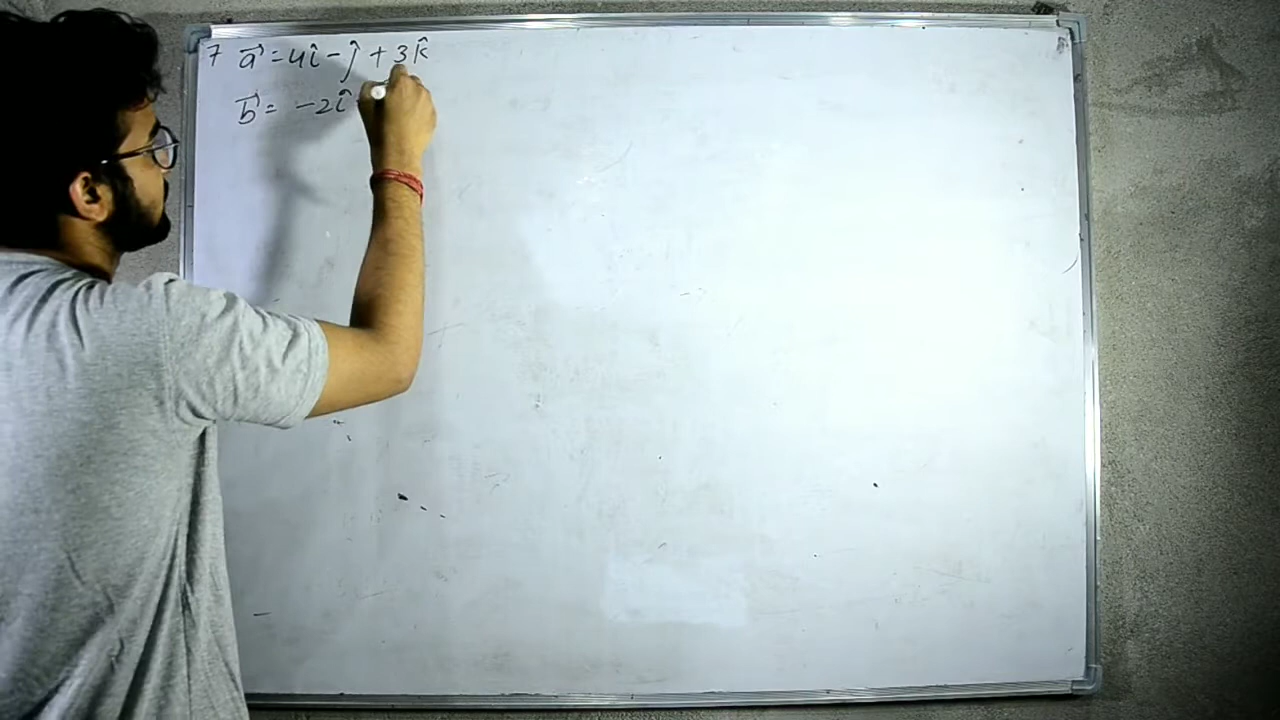 7 a⃗ = 4î - ĵ + 3k̂
b⃗ = -2î